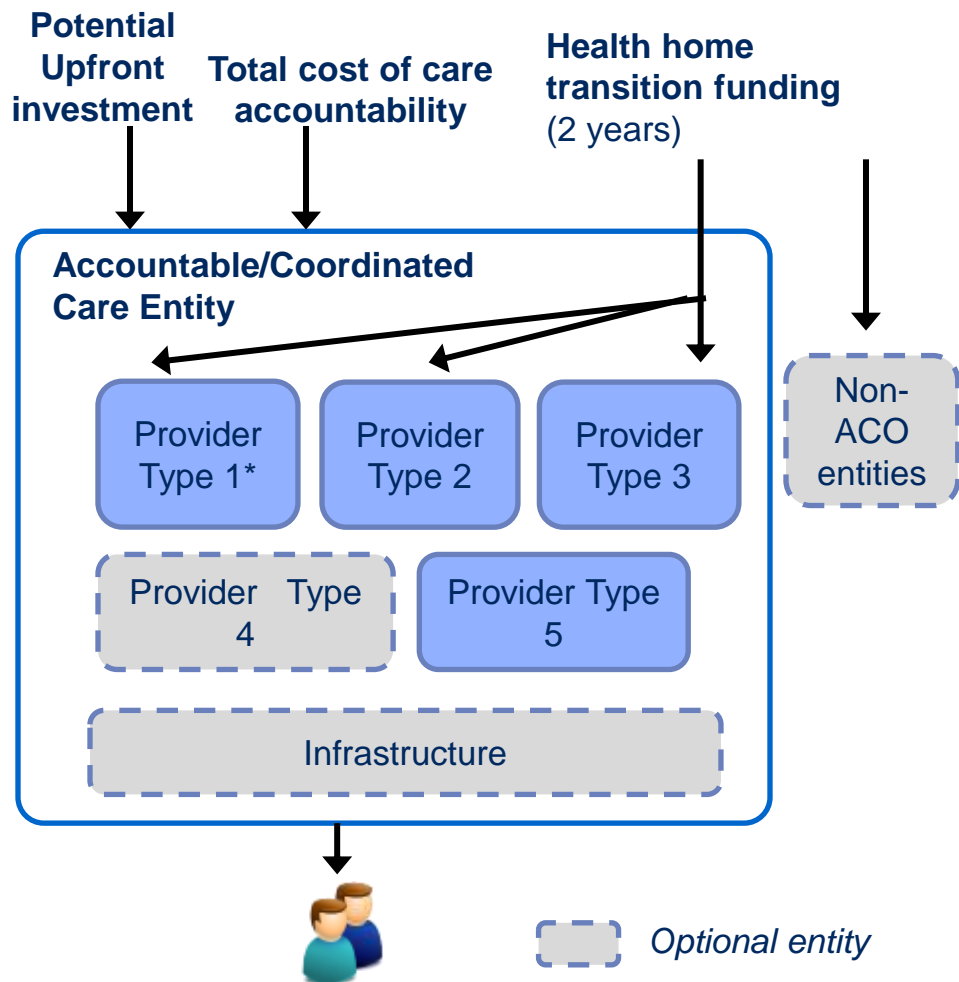 Potential
Upfront
investment
Total cost of care
accountability
Health home
transition funding
(2 years)
Accountable/Coordinated
Care Entity
Provider
Type 1*
Provider
Type 2
Provider
Type 3
Non-
ACO
entities
Provider Type
4
Provider Type
5
Infrastructure
Optional entity